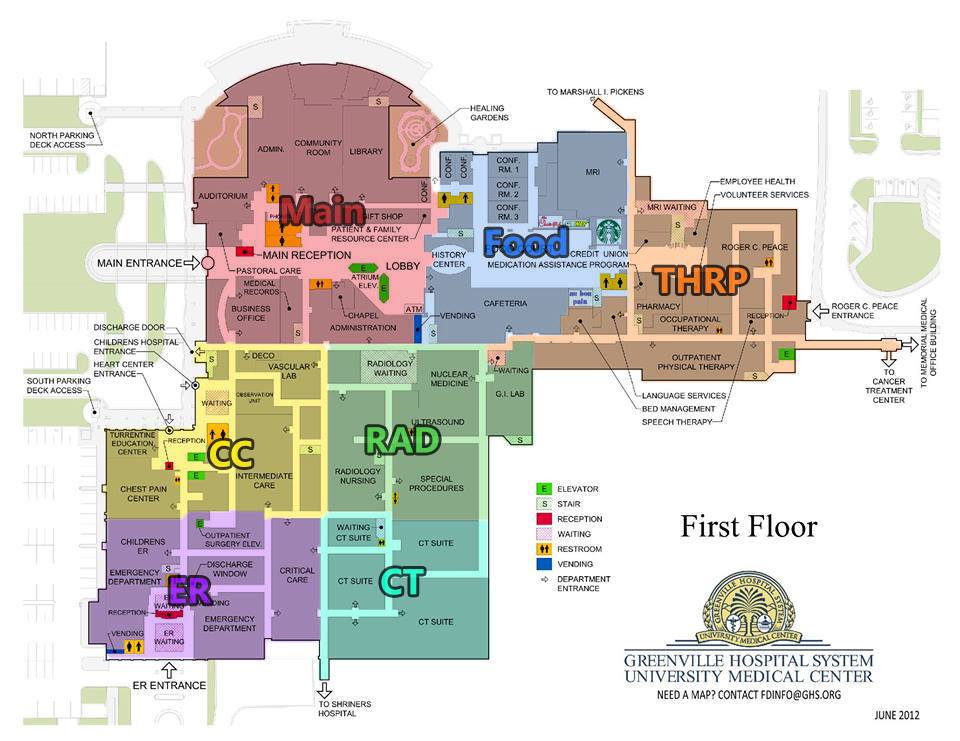 TO MARSHALL I. PICKENS
HEALING
GARDENS
NORTH PARKING
DECK ACCESS
S
S
ADMIN.
COMMUNITY
ROOM
LIBRARY
CONF.
CONF.
CONF.
RM. 1
CONF.
RM. 2
CONF.
RM. 3
MRI
EMPLOYEE HEALTH
VOLUNTEER SERVICES
AUDITORIUM
CONF.
Main
GIFT SHOP
PATIENT & FAMILY
RESOURCE CENTER
MRI WAITING
S
S
Food
ROGER C. PEACE
MAIN ENTRANCE
MAIN RECEPTION
LOBBY
HISTORY
CENTER
CREDIT UNION
MEDICATION ASSISTANCE PROGRAM
THRP
PASTORAL CARE
E
ATRIUM
ELEV.
E
MEDICAL
RECORDS
BUSINESS
OFFICE
S
CHAPEL
ADMINISTRATION
ATM
S
VENDING
CAFETERIA
au bon
pain
S
PHARMACY
S
OCCUPATIONAL
THERAPY
RECEPTION
ROGER C. PEACE
ENTRANCE
DISCHARGE DOOR
CHILDRENS HOSPITAL
ENTRANCE
HEART CENTER
ENTRANCE
SOUTH PARKING
DECK ACCESS
S
DECO
VASCULAR
LAB
S
RADIOLOGY
WAITING
NUCLEAR
MEDICINE
WAITING
S
G.I. LAB
OUTPATIENT
PHYSICAL THERAPY
E
S
TO
CANCER
TREATMENT
CENTER
TO MEMORIAL MEDICAL
OFFICE BUILDING
LANGUAGE SERVICES
BED MANAGEMENT
SPEECH THERAPY
WAITING
OBSERVATION
UNIT
TURRENTINE
EDUCATION
CENTER
RECEPTION
CC
E
E
INTERMEDIATE
CARE
S
RAD
ULTRASOUND
S
S
CHEST PAIN
CENTER
RADIOLOGY
NURSING
SPECIAL
PROCEDURES
CHILDRENS
ER
E
OUTPATIENT
SURGERY ELEV.
WAITING
CT SUITE
CT SUITE
EMERGENCY
DEPARTMENT
S
DISCHARGE
WINDOW
CRITICAL
CARE
CT SUITE
CT
ER
ER
WAITING
RECEPTION
EMERGENCY
DEPARTMENT
CT SUITE
VENDING
ER
WAITING
ER ENTRANCE
TO SHRINERS
HOSPITAL
E ELEVATOR
S STAIR
RECEPTION
WAITING
RESTROOM
VENDING
DEPARTMENT
ENTRANCE
First Floor
GREENVILLE HOSPITAL SYSTEM
UNIVERSITY MEDICAL CENTER
GREENVILLE HOSPITAL SYSTEM
UNIVERSITY MEDICAL CENTER
NEED A MAP? CONTACT FDINFO@GHS.ORG
JUNE 2012